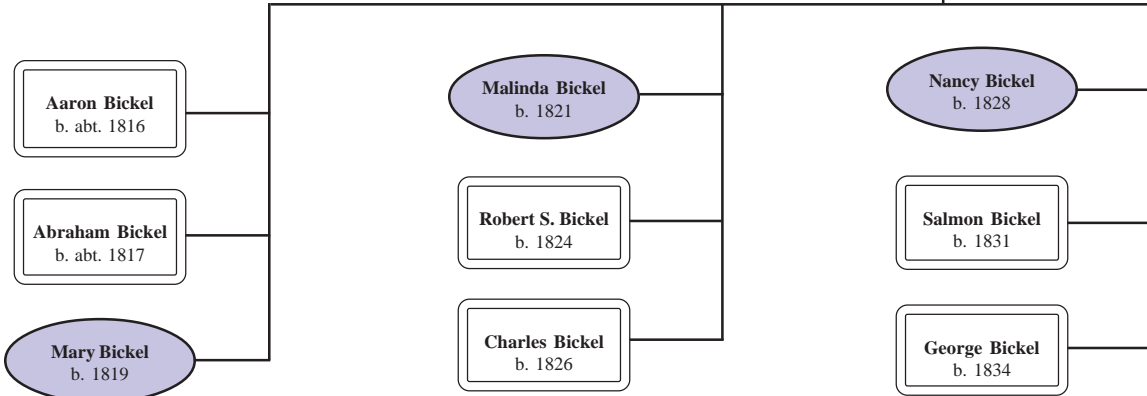 Aaron Bickel
b. abt. 1816
Abraham Bickel
b. abt. 1817
Mary Bickel
b. 1819
Malinda Bickel
b. 1821
Robert S. Bickel
b. 1824
Charles Bickel
b. 1826
Nancy Bickel
b. 1828
Salmon Bickel
b. 1831
George Bickel
b. 1834